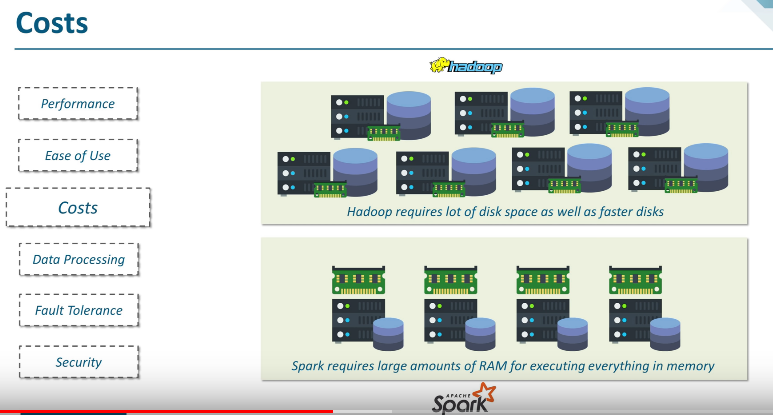 Costs
hadoop
Performance
Ease of Use
Costs
Data Processing
Fault Tolerance
Security
Hadoop requires lot of disk space as well as faster disks
Spark requires large amounts of RAM for executing everything in memory
APACHE
Spark